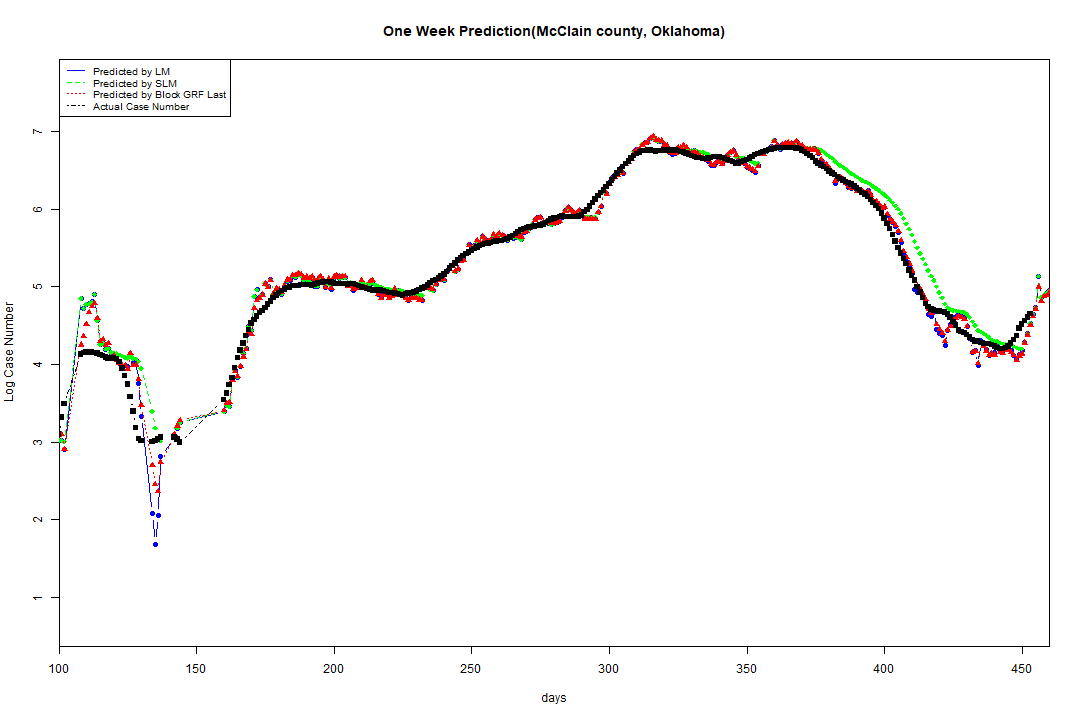 One Week Prediction(McClain county, Oklahoma)
Predicted by LM
Predicted by SLM
Predicted by Block GRF Last
Actual Case Number
7
6
5
4
3
2
1
Log Case Number
100 150 200 250 300 350 400 450
days